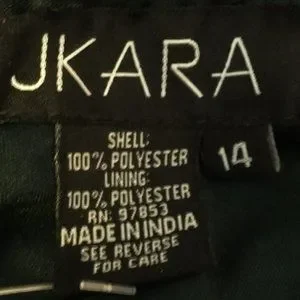 JKARA
SHELL:
100% POLYESTER
LINING:
100% POLYESTER
RN: 97853
MADE IN INDIA
SEE REVERSE
FOR CARE
14